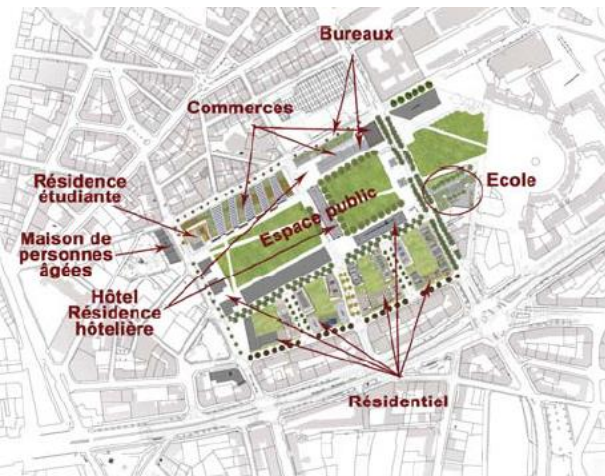 Bureaux
Commerces
Résidence
étudiante
Ecole
Espace public
Maison de
personnes
âgées
Hôtel
Résidence
hôtelière
Résidentiel